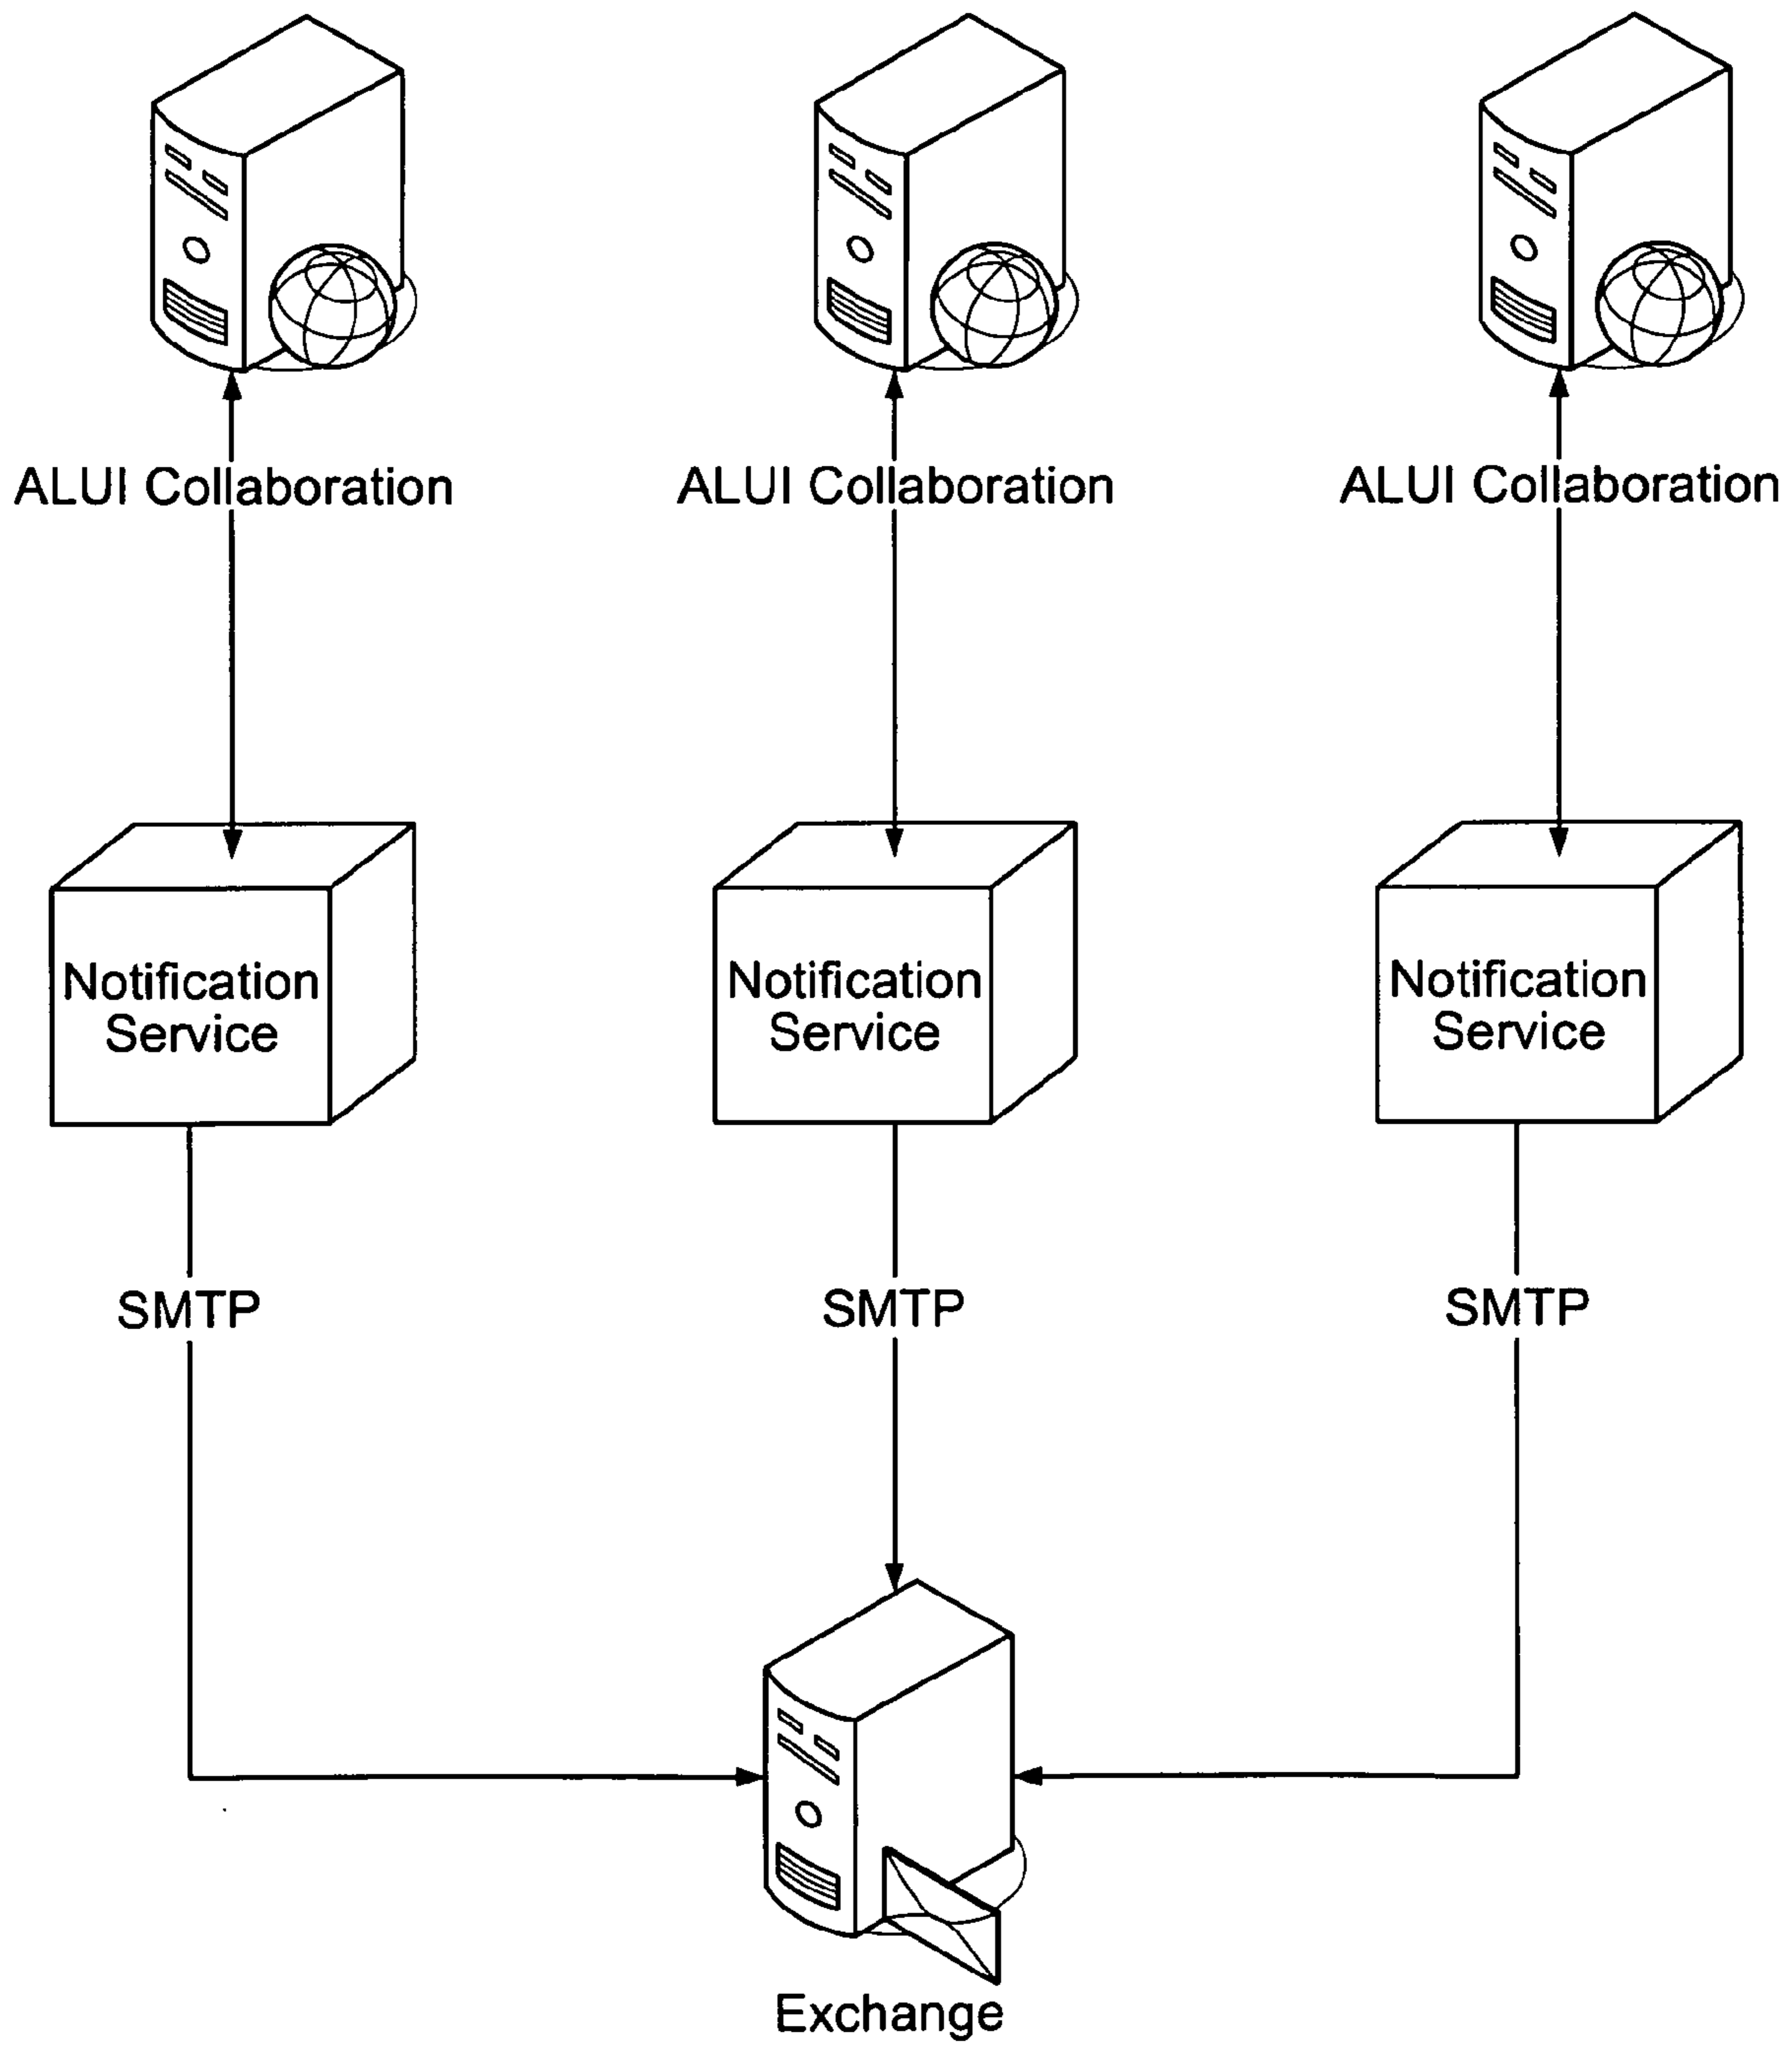 ALUI Collaboration
ALUI Collaboration
ALUI Collaboration
Notification
Service
Notification
Service
Notification
Service
SMTP
SMTP
SMTP
Exchange